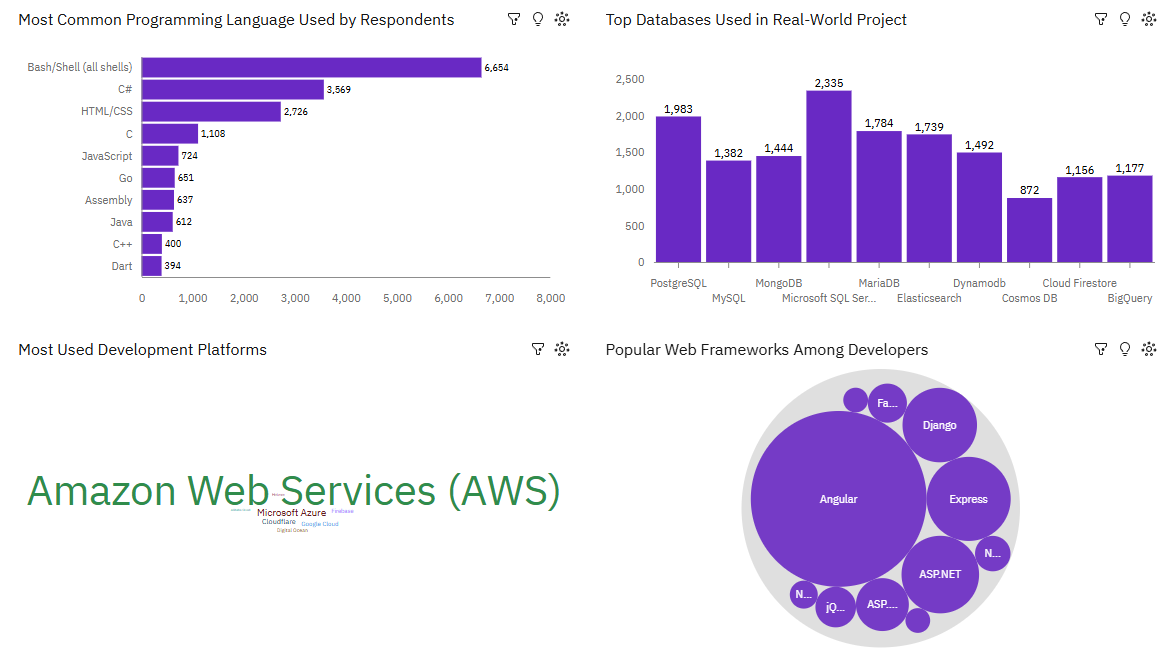 Most Common Programming Language Used by Respondents
Bash/Shell (all shells) 6,654
C# 3,569
HTML/CSS 2,726
C 1,108
JavaScript 724
Go 651
Assembly 637
Java 612
C++ 400
Dart 394
0 1,000 2,000 3,000 4,000 5,000 6,000 7,000 8,000
Top Databases Used in Real-World Project
2,500
2,000
1,500
1,000
500
0
1,983 1,382 1,444 2,335 1,784 1,739 1,492 872 1,156 1,177
PostgreSQL MongoDB MariaDB Dynamodb Cloud Firestore
MySQL Microsoft SQL Ser... Elasticsearch Cosmos DB BigQuery
Most Used Development Platforms
Amazon Web Services (AWS)
Microsoft Azure Firebase
Cloudflare Google Cloud
Digital Ocean
Popular Web Frameworks Among Developers
Fa...
Django
Angular
Express
N...
ASP.NET
N...
jQ...
ASP....